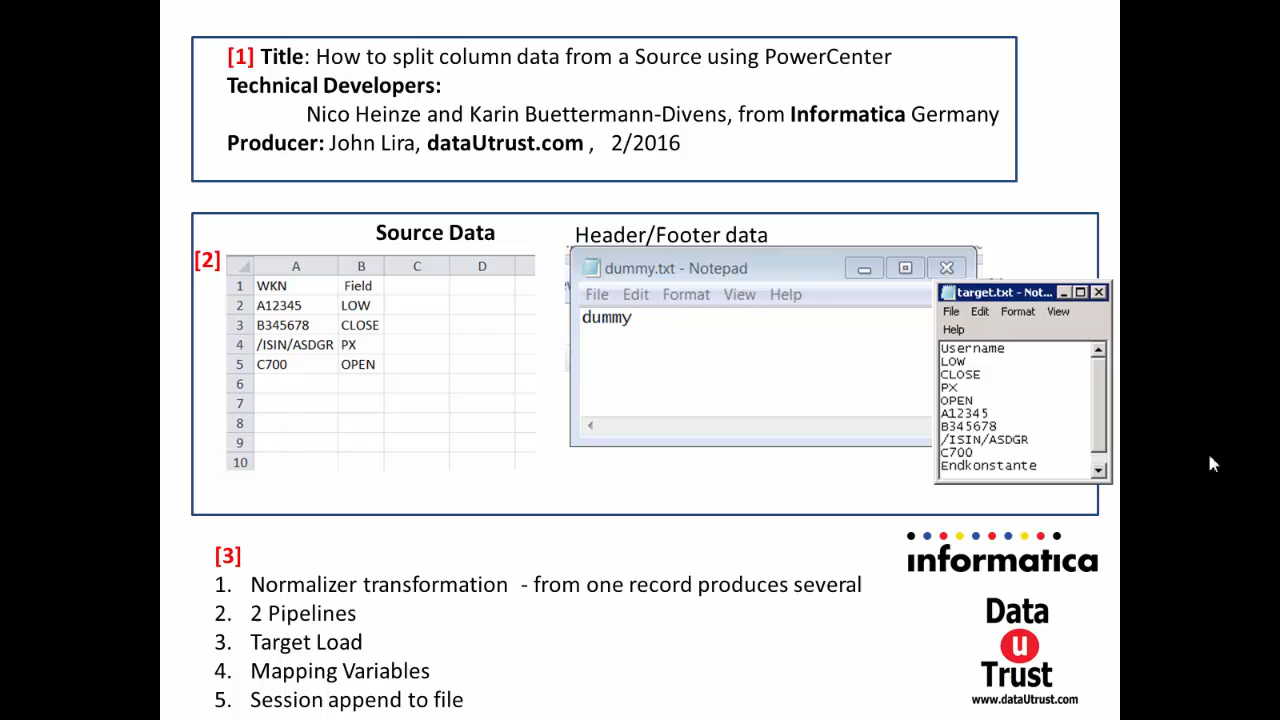 [1] Title: How to split column data from a Source using PowerCenter
Technical Developers:
Nico Heinze and Karin Buettermann-Divens, from Informatica Germany
Producer: John Lira, dataUtrust.com , 2/2016
[2]
Source Data
A B C D
1 WKN Field
2 A12345 LOW
3 B345678 CLOSE
4 /ISIN/ASDGR PX
5 C700 OPEN
6
7
8
9
10
Header/Footer data
dummy.txt - Notepad
File Edit Format View Help
dummy
target.txt - Not...
File Edit Format View
Help
Username
LOW
CLOSE
PX
OPEN
A12345
B345678
/ISIN/ASDGR
C700
Endkonstante
[3]
1. Normalizer transformation - from one record produces several
2. 2 Pipelines
3. Target Load
4. Mapping Variables
5. Session append to file
informatica
Data
u
Trust
www.dataUtrust.com